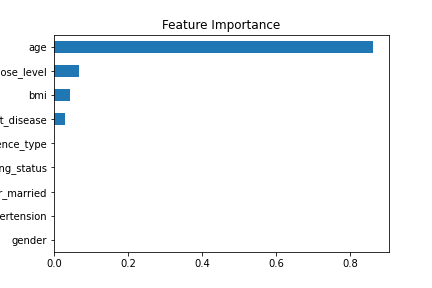 Feature Importance
age
ose_level
bmi
t_disease
ence_type
ng_status
r_married
ertension
gender
0.0 0.2 0.4 0.6 0.8